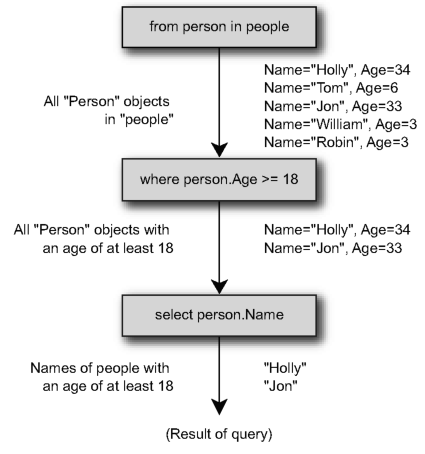 from person in people
Name="Holly", Age=34
Name="Tom", Age=6
Name="Jon", Age=33
Name="William", Age=3
Name="Robin", Age=3
All "Person" objects
in "people"
where person.Age >= 18
All "Person" objects with
an age of at least 18
Name="Holly", Age=34
Name="Jon", Age=33
select person.Name
Names of people with
an age of at least 18
"Holly"
"Jon"
(Result of query)